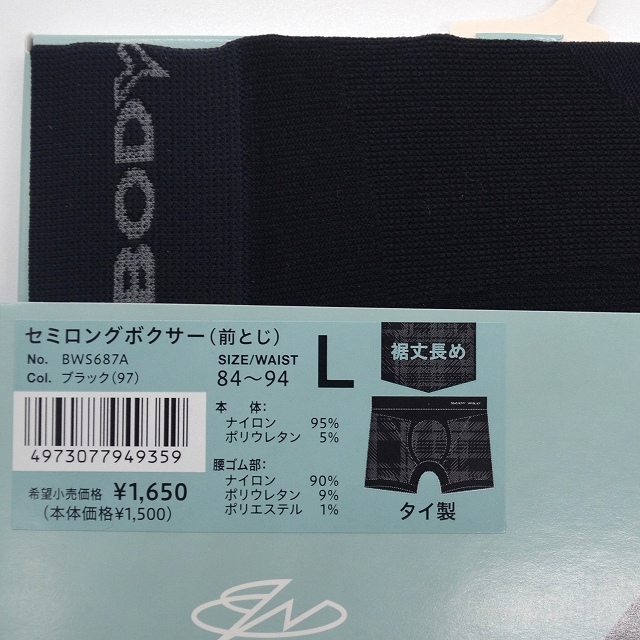 BODY
セミロングボクサー(前とじ)
No. BWS687A
Col. ブラック(97)
SIZE/WAIST
84〜94
L
裾丈長め
本 体:
ナイロン 95%
ポリウレタン 5%
腰ゴム部:
ナイロン 90%
ポリウレタン 9%
ポリエステル 1%
BODY WILD
タイ製
4973077949359
希望小売価格 ¥1,650
(本体価格¥1,500)